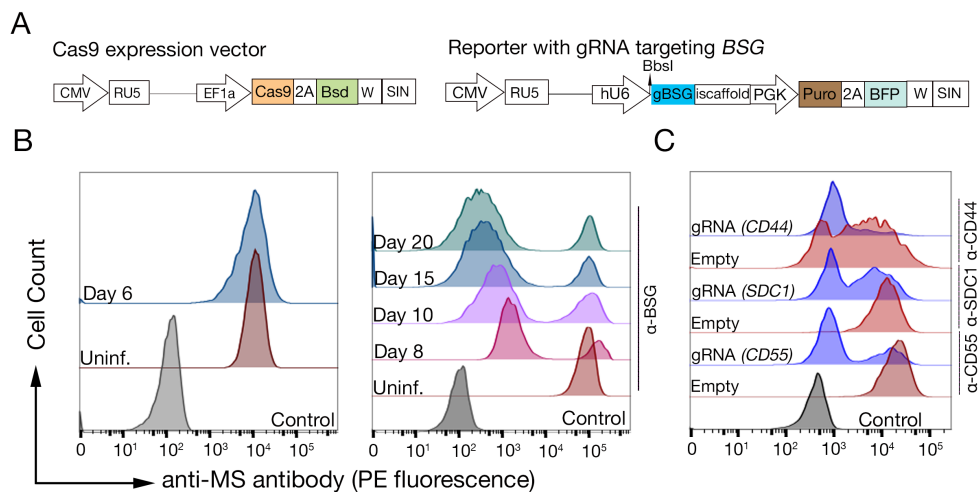 A
Cas9 expression vector
Reporter with gRNA targeting BSG
BbsI
CMV RU5 EF1a Cas9 2A Bsd W SIN
CMV RU5 hU6 gBSG iscaffold PGK Puro 2A BFP W SIN
B
C
Cell Count
Day 6
Uninf.
Control
0 10¹ 10² 10³ 10⁴ 10⁵
Day 20
Day 15
Day 10
Day 8
Uninf.
Control
α-BSG
0 10¹ 10² 10³ 10⁴ 10⁵
anti-MS antibody (PE fluorescence)
gRNA (CD44)
Empty
gRNA (SDC1)
Empty
gRNA (CD55)
Empty
Control
α-CD44
α-SDC1
α-CD55
0 10¹ 10² 10³ 10⁴ 10⁵